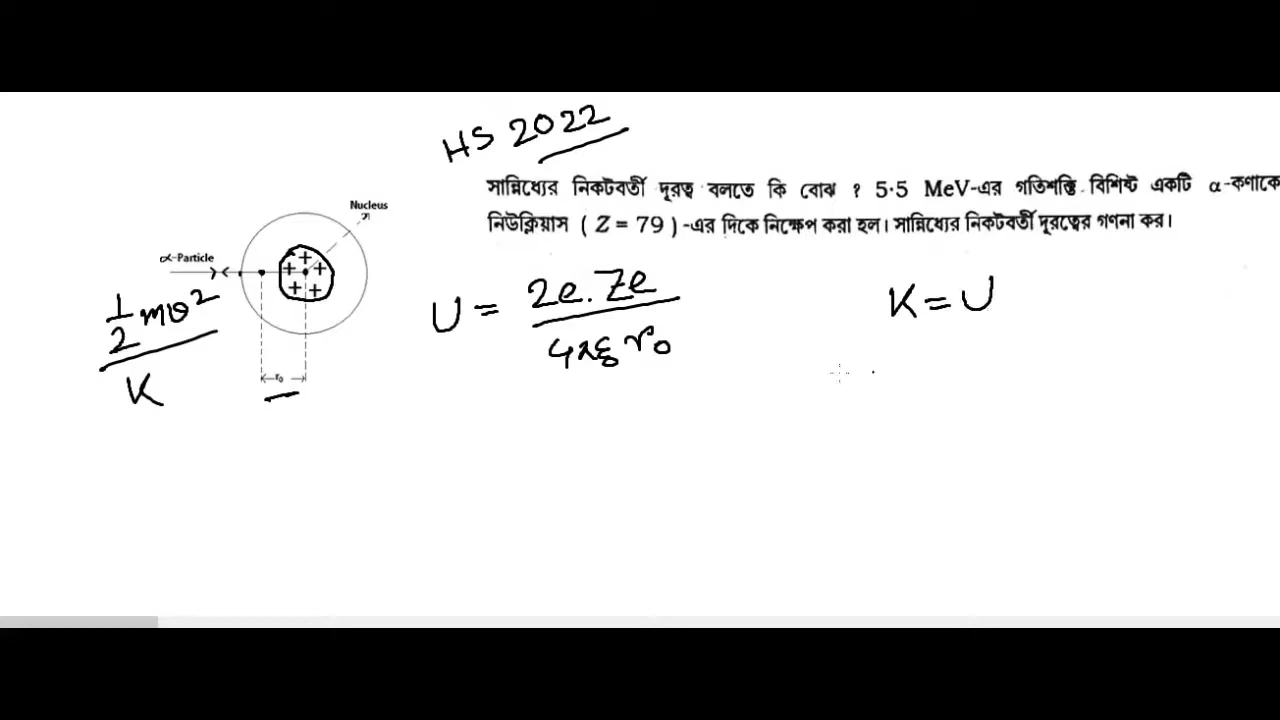 HS 2022
সান্নিধ্যের নিকটবর্তী দূরত্ব বলতে কি বোঝ ? 5·5 MeV-এর গতিশক্তি বিশিষ্ট একটি α-কণাকে
নিউক্লিয়াস ( Z = 79 )-এর দিকে নিক্ষেপ করা হল। সান্নিধ্যের নিকটবর্তী দূরত্বের গণনা কর।
Nucleus
α-Particle
+
+ +
+ +
r₀
½ mv²
K
U = 2e.Ze / 4πε₀r₀
K = U